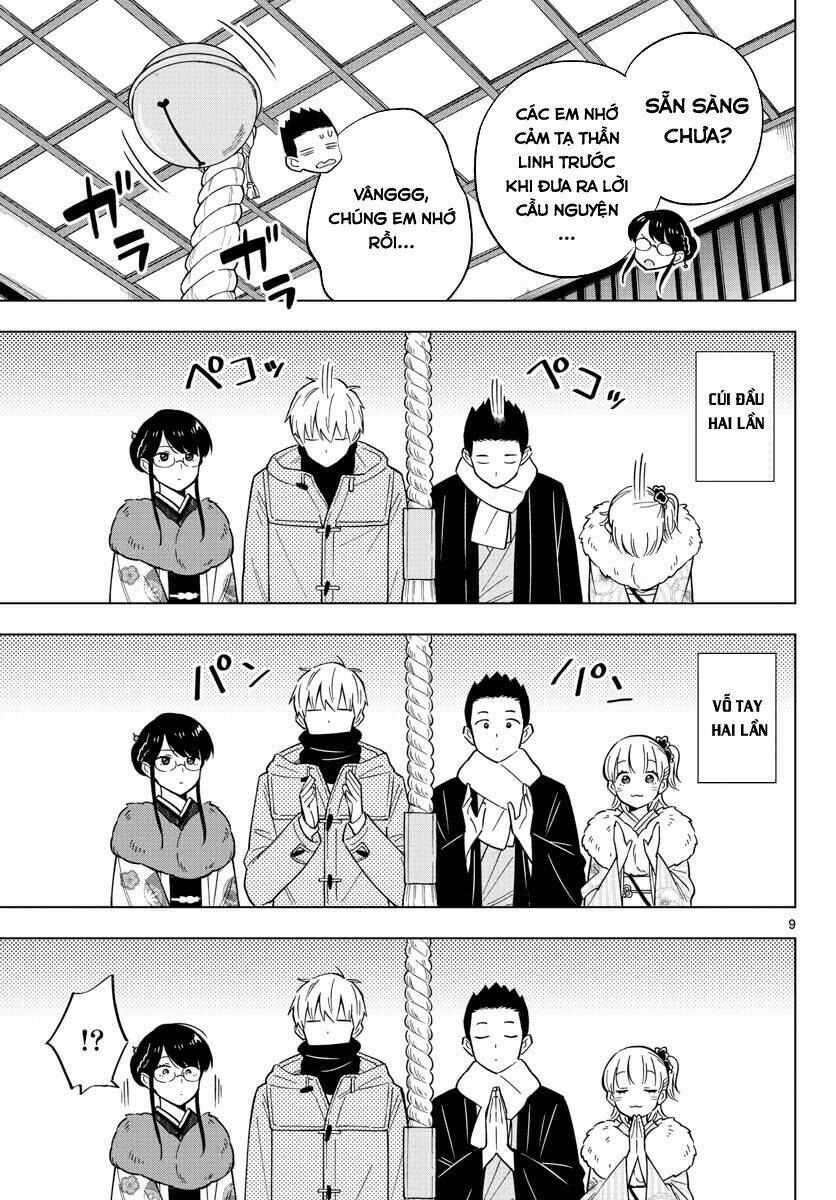 SẴN SÀNG
CHƯA?
CÁC EM NHỚ
CẢM TẠ THẦN
LINH TRƯỚC
KHI ĐƯA RA LỜI
CẦU NGUYỆN
...
VÂNGGG,
CHÚNG EM NHỚ
RỒI...
ガラ
ガラ
CÚI ĐẦU
HAI LẦN
ペコッ
ペコッ
VỖ TAY
HAI LẦN
パン
パン
9
!?